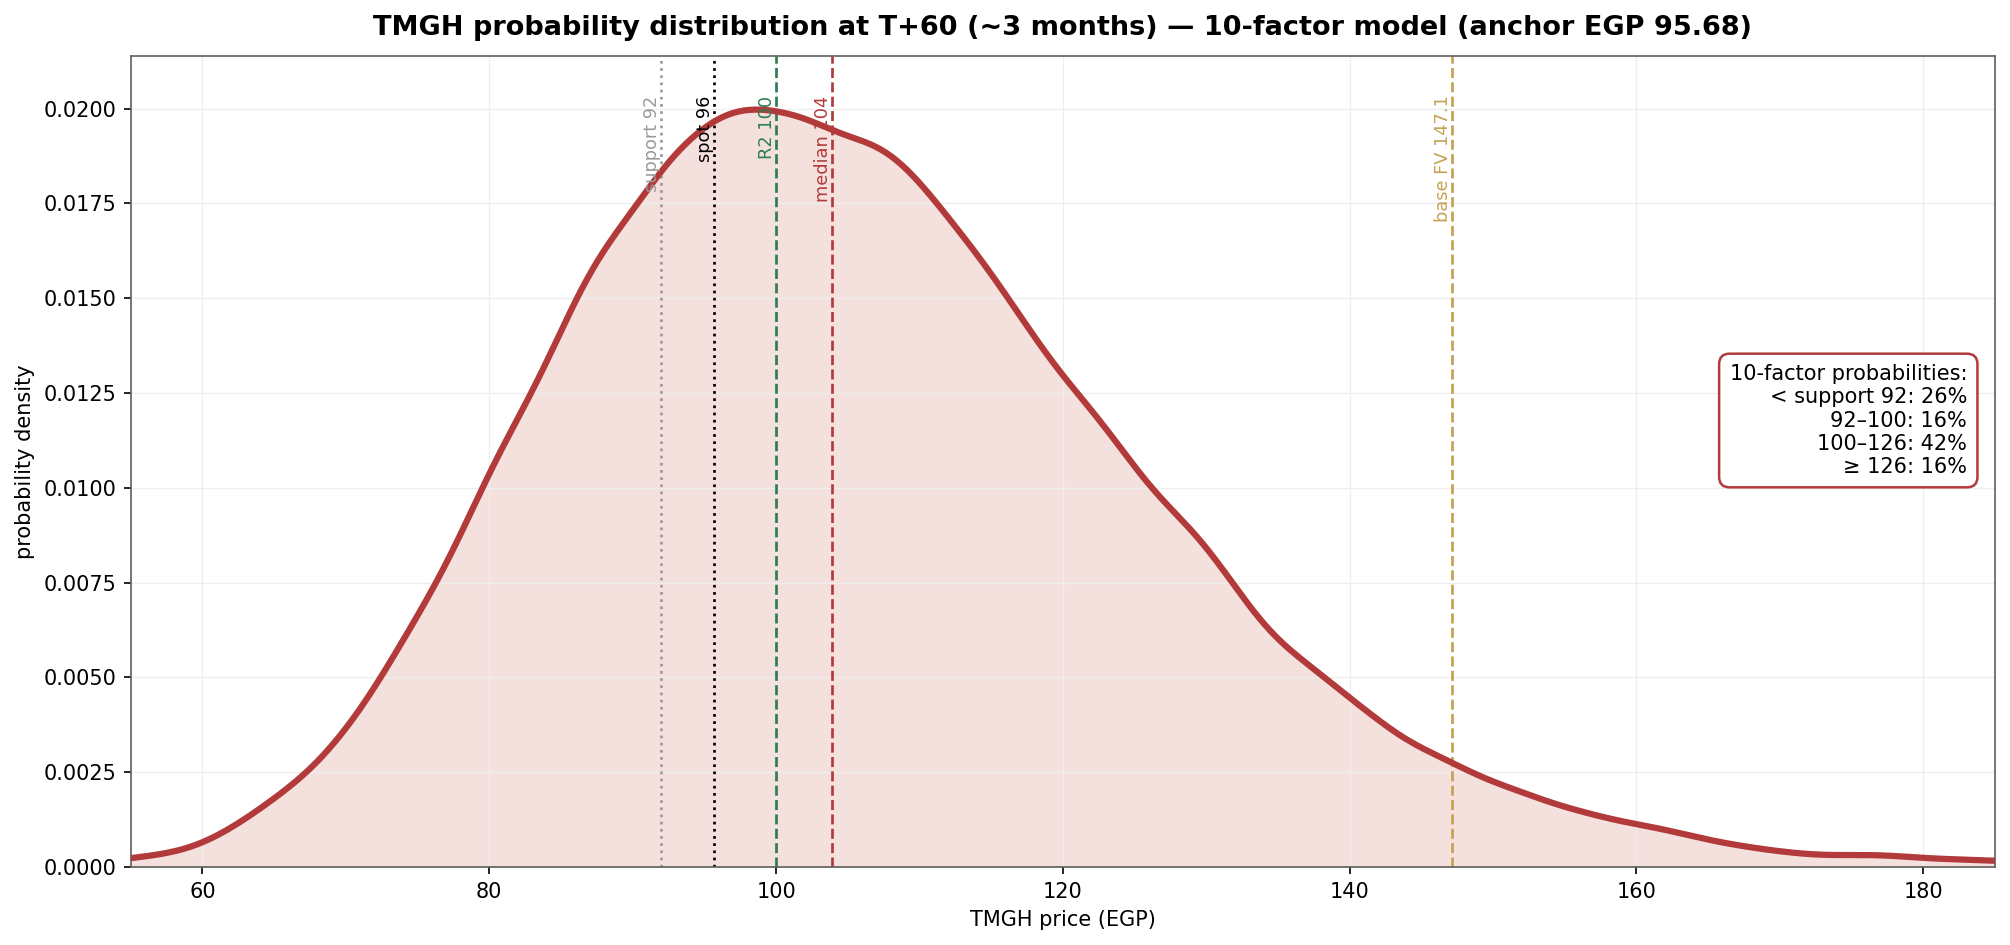 TMGH probability distribution at T+60 (~3 months) — 10-factor model (anchor EGP 95.68)
support 92
spot 96
R2 100
median 104
base FV 147.1
0.0200
0.0175
0.0150
0.0125
0.0100
0.0075
0.0050
0.0025
0.0000
probability density
10-factor probabilities:
< support 92: 26%
92–100: 16%
100–126: 42%
≥ 126: 16%
60 80 100 120 140 160 180
TMGH price (EGP)